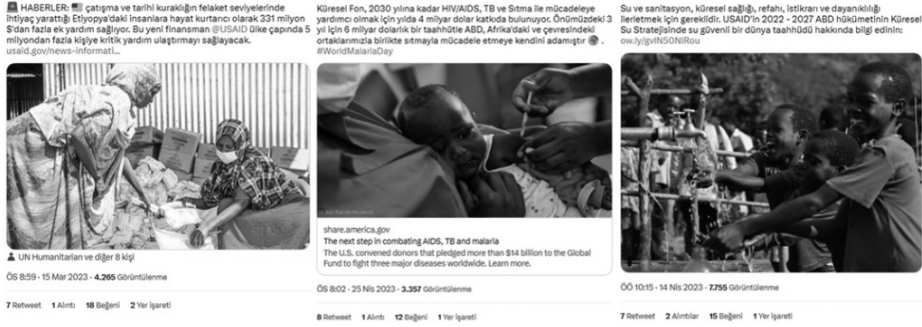 HABERLER: çatışma ve tarihi kuraklığın felaket seviyelerinde
ihtiyaç yarattığı Etiyopya'daki insanlara hayat kurtarıcı olarak 331 milyon
$'dan fazla ek yardım sağlıyor. Bu yeni finansman @USAID ülke çapında 5
milyondan fazla kişiye kritik yardım ulaştırmayı sağlayacak.
usaid.gov/news-informati...
UN Humanitarian ve diğer 8 kişi
ÖS 8:59 · 15 Mar 2023 · 4.265 Görüntülenme
7 Retweet 1 Alıntı 18 Beğeni 2 Yer işareti
Küresel Fon, 2030 yılına kadar HIV/AIDS, TB ve Sıtma ile mücadeleye
yardımcı olmak için yılda 4 milyar dolar katkıda bulunuyor. Önümüzdeki 3
yıl için 6 milyar dolarlık bir taahhütle ABD, Afrika'daki ve çevresindeki
ortaklarımızla birlikte sıtmayla mücadele etmeye kendini adamıştır.
#WorldMalariaDay
share.america.gov
The next step in combating AIDS, TB and malaria
The U.S. convened donors that pledged more than $14 billion to the Global
Fund to fight three major diseases worldwide. Learn more.
ÖS 8:02 · 25 Nis 2023 · 3.357 Görüntülenme
8 Retweet 1 Alıntı 12 Beğeni 1 Yer işareti
Su ve sanitasyon, küresel sağlığı, refahı, istikrarı ve dayanıklılığı
ilerletmek için gereklidir. USAID'in 2022 - 2027 ABD hükümetinin Küresel
Su Stratejisinde su güvenli bir dünya taahhüdü hakkında bilgi edinin:
ow.ly/gvIN50NlRou
ÖÖ 10:15 · 14 Nis 2023 · 7.755 Görüntülenme
7 Retweet 2 Alıntılar 15 Beğeni 1 Yer işareti